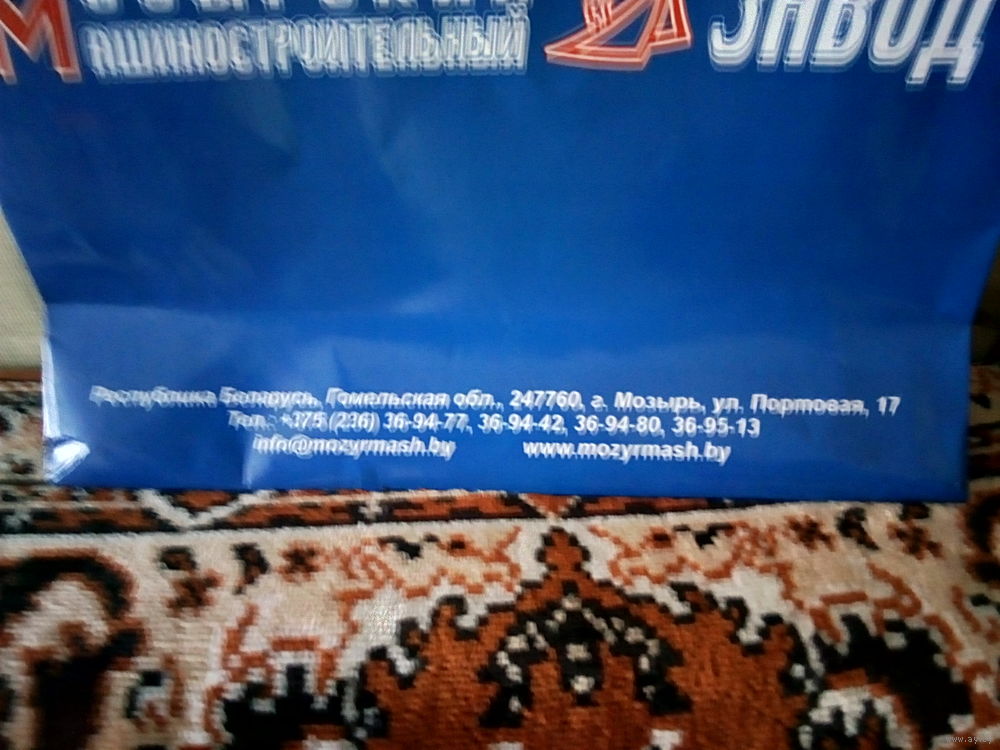 МАШИНОСТРОИТЕЛЬНЫЙ ЗАВОД
Республика Беларусь, Гомельская обл., 247760, г. Мозырь, ул. Портовая, 17
Тел.: +375 (236) 36-94-77, 36-94-42, 36-94-80, 36-95-13
info@mozyrmash.by www.mozyrmash.by